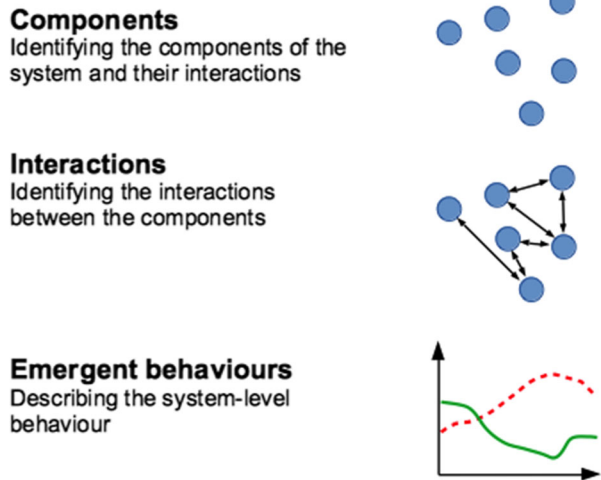 Components
Identifying the components of the
system and their interactions
Interactions
Identifying the interactions
between the components
Emergent behaviours
Describing the system-level
behaviour